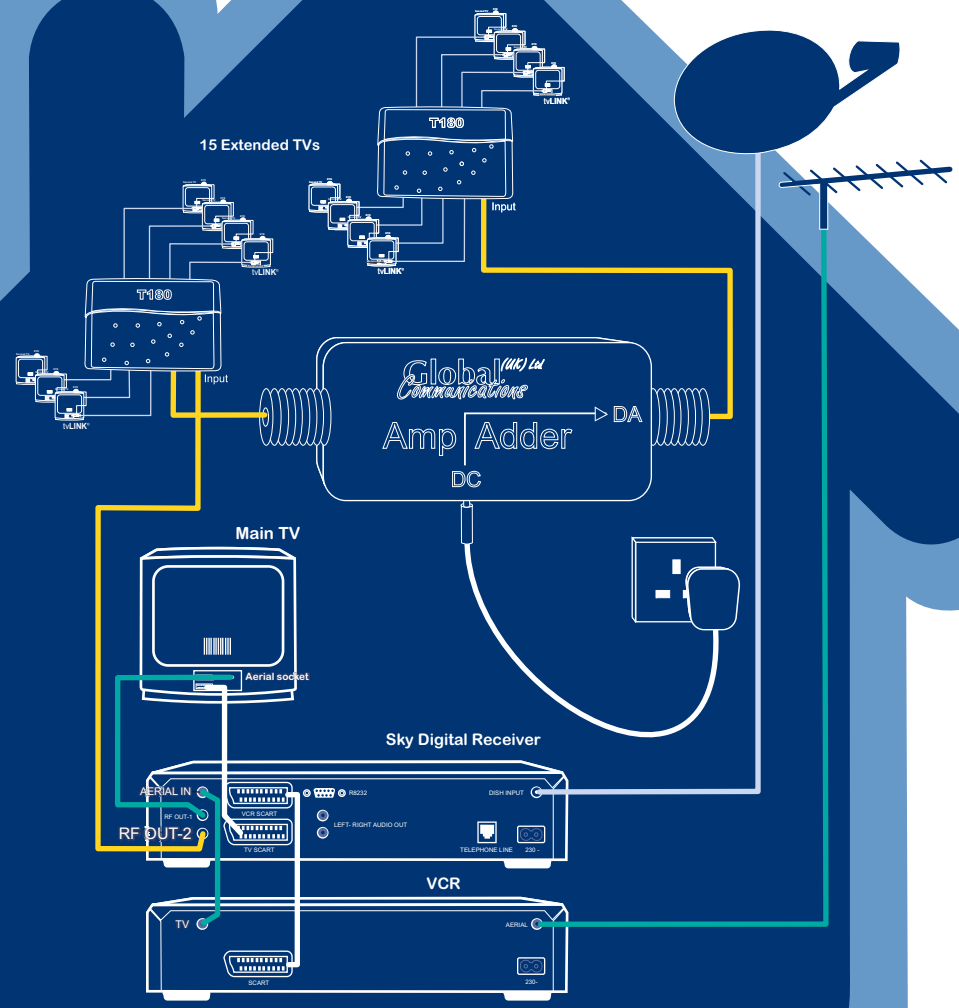 tvLINK®
T180
15 Extended TVs
Input
tvLINK®
tvLINK®
T180
Input
tvLINK®
Global (UK) Ltd
Communications
Amp Adder
DA
DC
Main TV
Aerial socket
Sky Digital Receiver
AERIAL IN
RF OUT-1
RF OUT-2
VCR SCART
TV SCART
R8232
LEFT- RIGHT AUDIO OUT
DISH INPUT
TELEPHONE LINE
230 ~
VCR
TV
SCART
AERIAL
230~